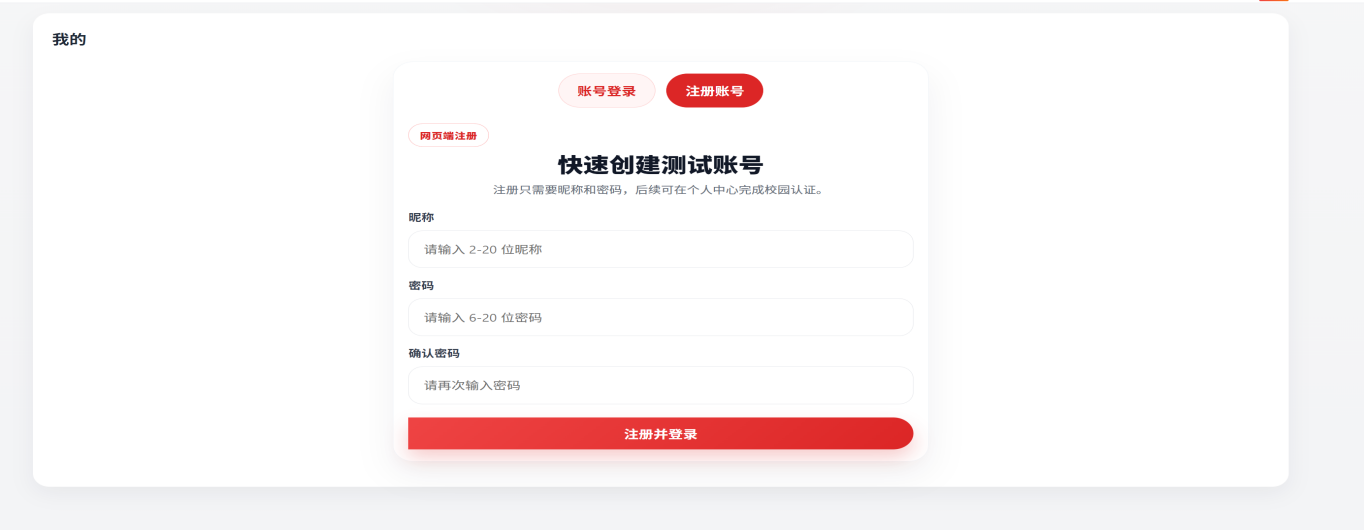 我的
账号登录 注册账号
网页端注册
快速创建测试账号
注册只需要昵称和密码，后续可在个人中心完成校园认证。
昵称
请输入 2-20 位昵称
密码
请输入 6-20 位密码
确认密码
请再次输入密码
注册并登录